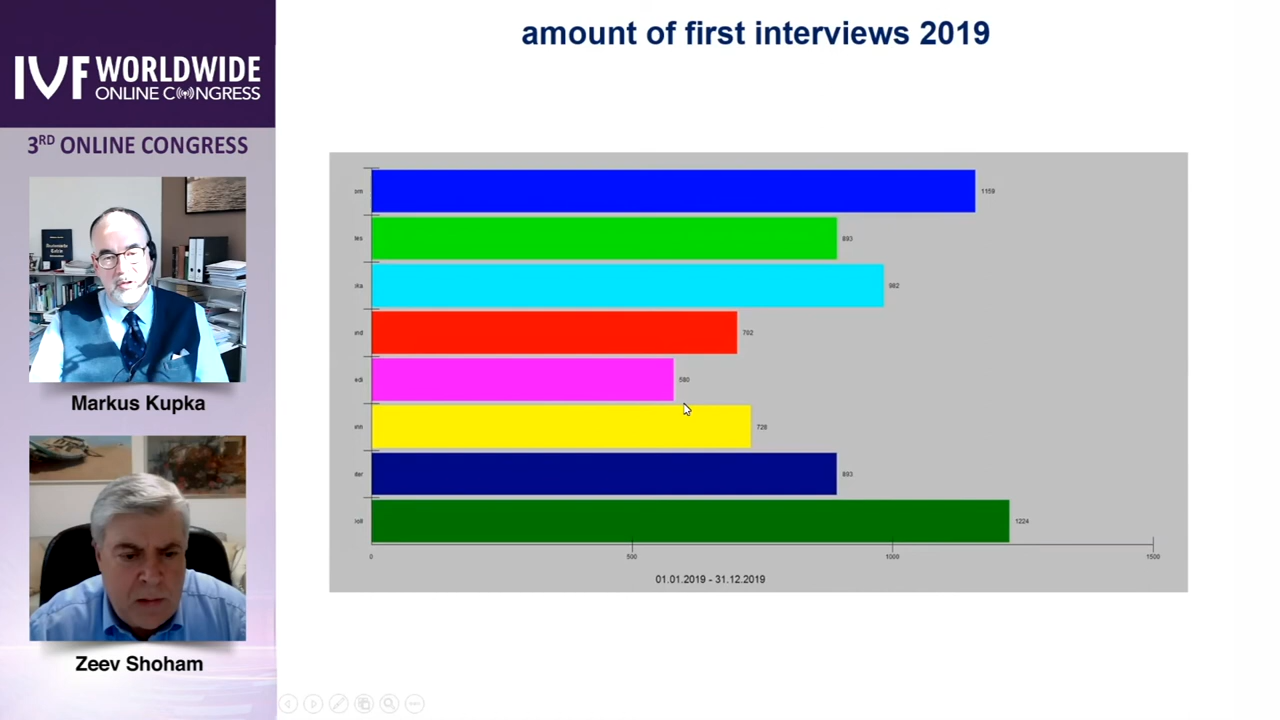 amount of first interviews 2019
IVF WORLDWIDE
ONLINE CONGRESS
3RD ONLINE CONGRESS
Markus Kupka
Zeev Shoham
1159
893
982
702
580
728
893
1224
0 500 1000 1500
01.01.2019 - 31.12.2019